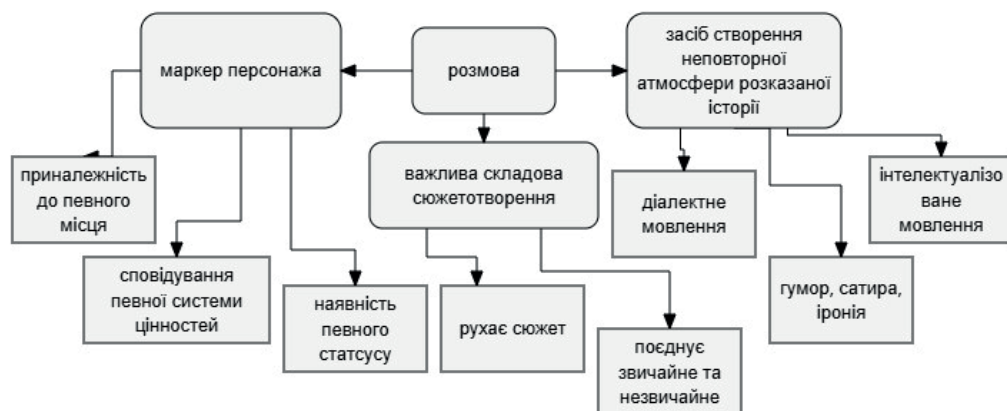 маркер персонажа
розмова
засіб створення
неповторної
атмосфери розказаної
історії
важлива складова
сюжетотворення
приналежність
до певного
місця
діалектне
мовлення
інтелектуалізо
ване
мовлення
сповідування
певної системи
цінностей
наявність
певного
статсусу
рухає сюжет
поєднує
звичайне та
незвичайне
гумор, сатира,
іронія